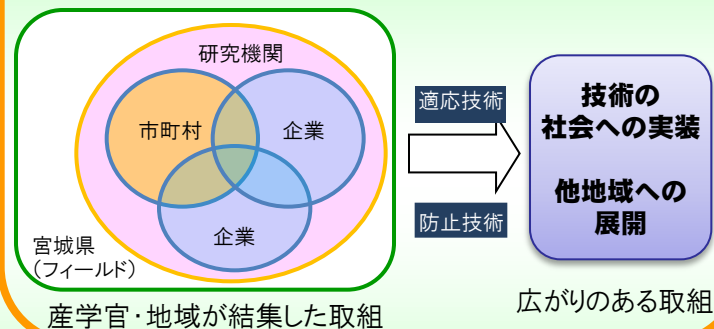 研究機関
市町村
企業
企業
宮城県
（フィールド）
産学官・地域が結集した取組
適応技術
防止技術
技術の
社会への実装
他地域への
展開
広がりのある取組